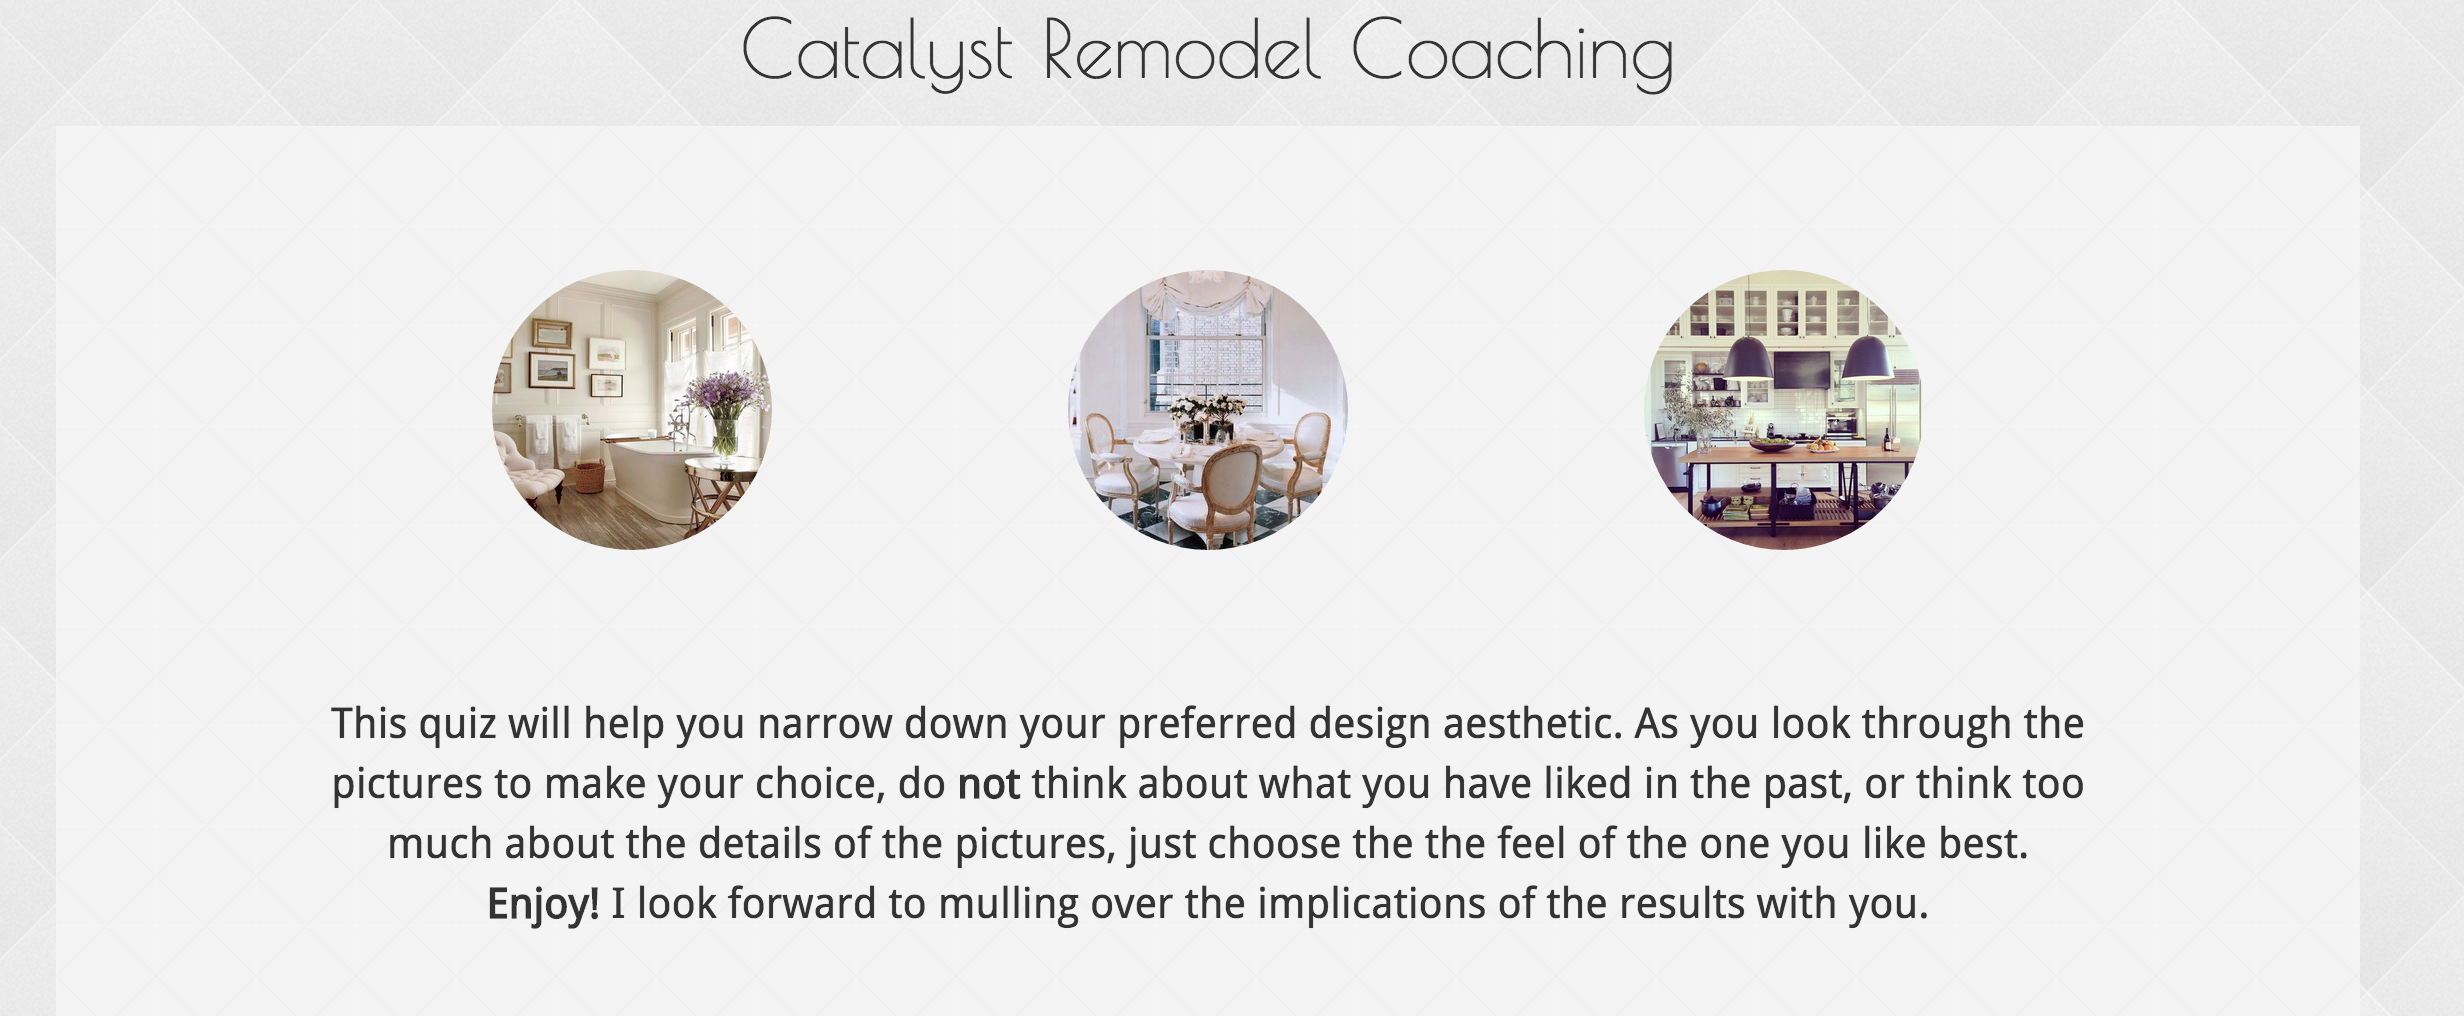 Catalyst Remodel Coaching
This quiz will help you narrow down your preferred design aesthetic. As you look through the
pictures to make your choice, do not think about what you have liked in the past, or think too
much about the details of the pictures, just choose the the feel of the one you like best.
Enjoy! I look forward to mulling over the implications of the results with you.